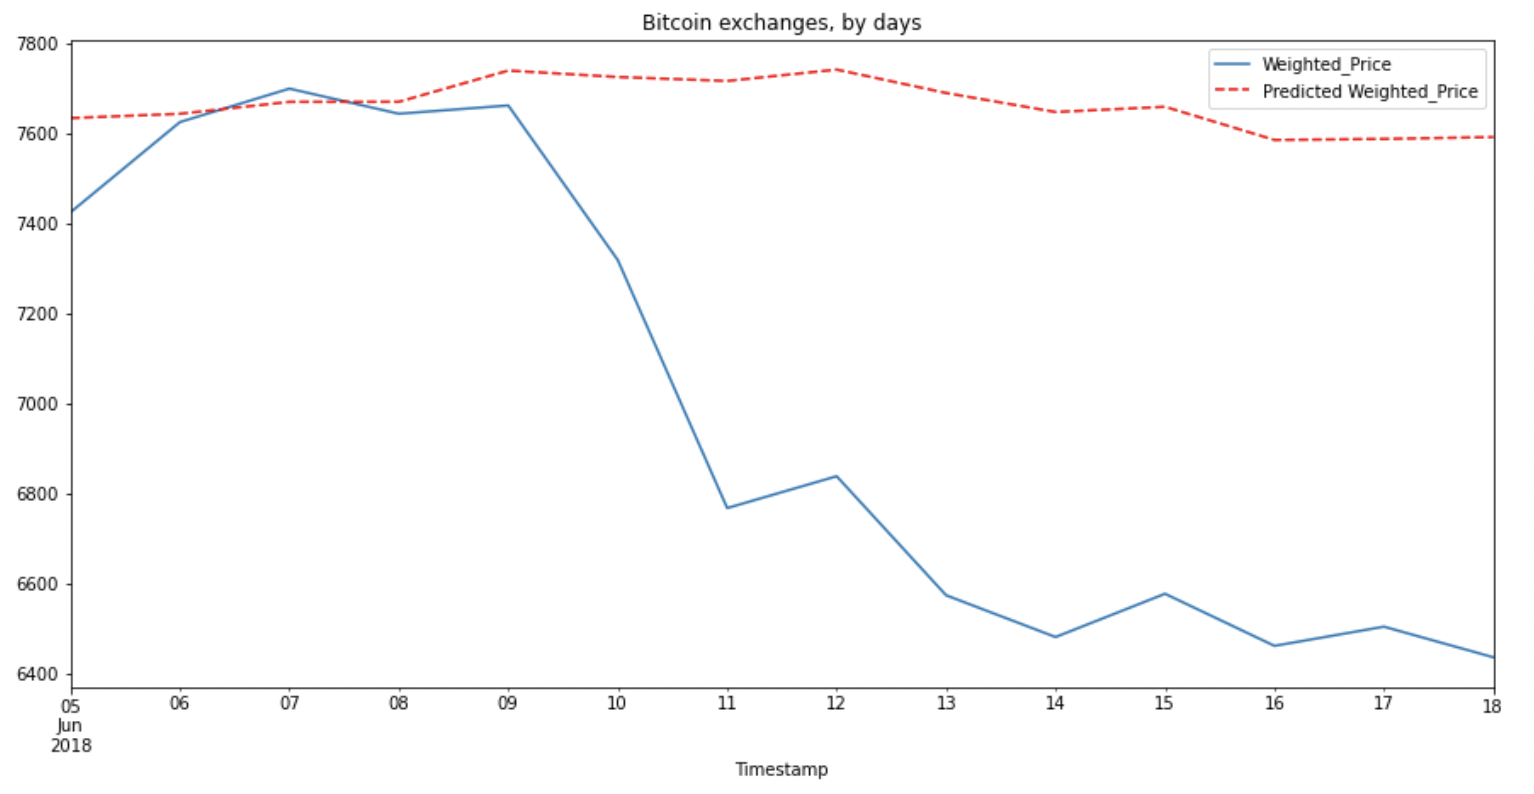 Bitcoin exchanges, by days
Weighted_Price
Predicted Weighted_Price
7800
7600
7400
7200
7000
6800
6600
6400
05 06 07 08 09 10 11 12 13 14 15 16 17 18
Jun
2018
Timestamp